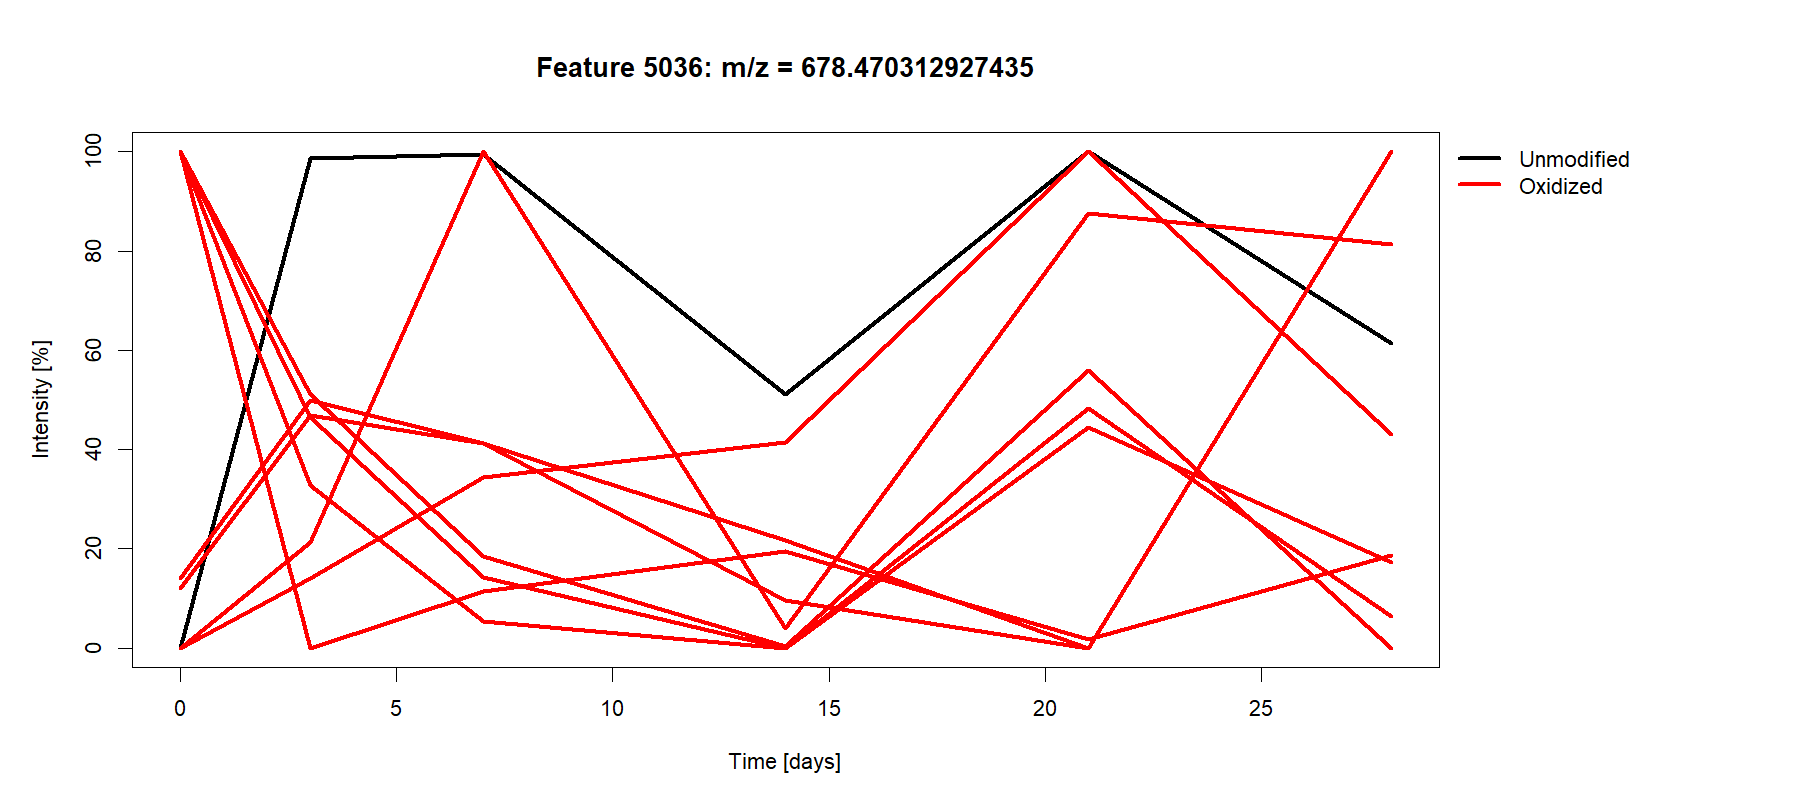 Feature 5036: m/z = 678.470312927435
Unmodified
Oxidized
Intensity [%]
100
80
60
40
20
0
0 5 10 15 20 25
Time [days]